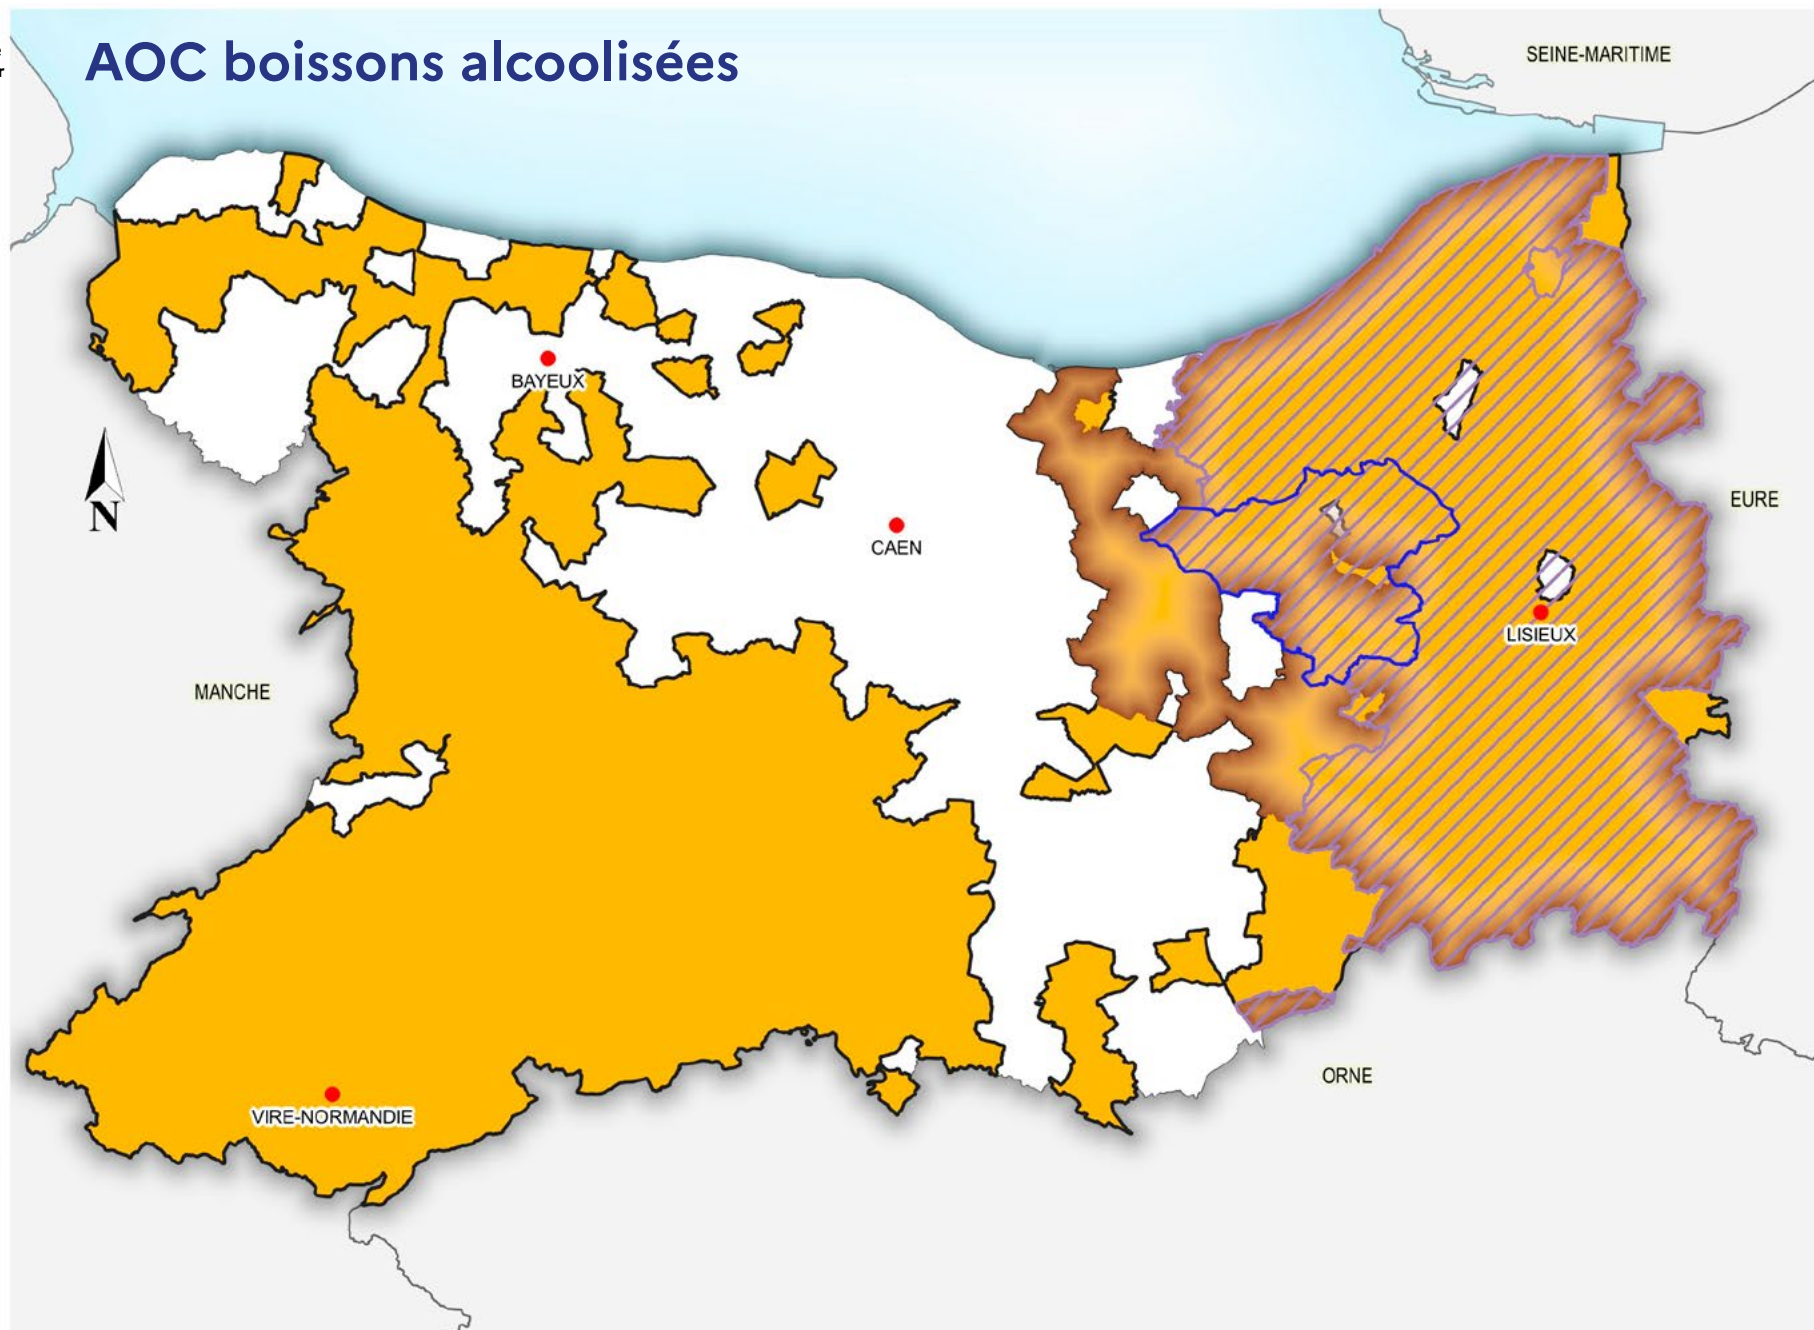 AOC boissons alcoolisées
SEINE-MARITIME
BAYEUX
EURE
N
CAEN
LISIEUX
MANCHE
ORNE
VIRE-NORMANDIE